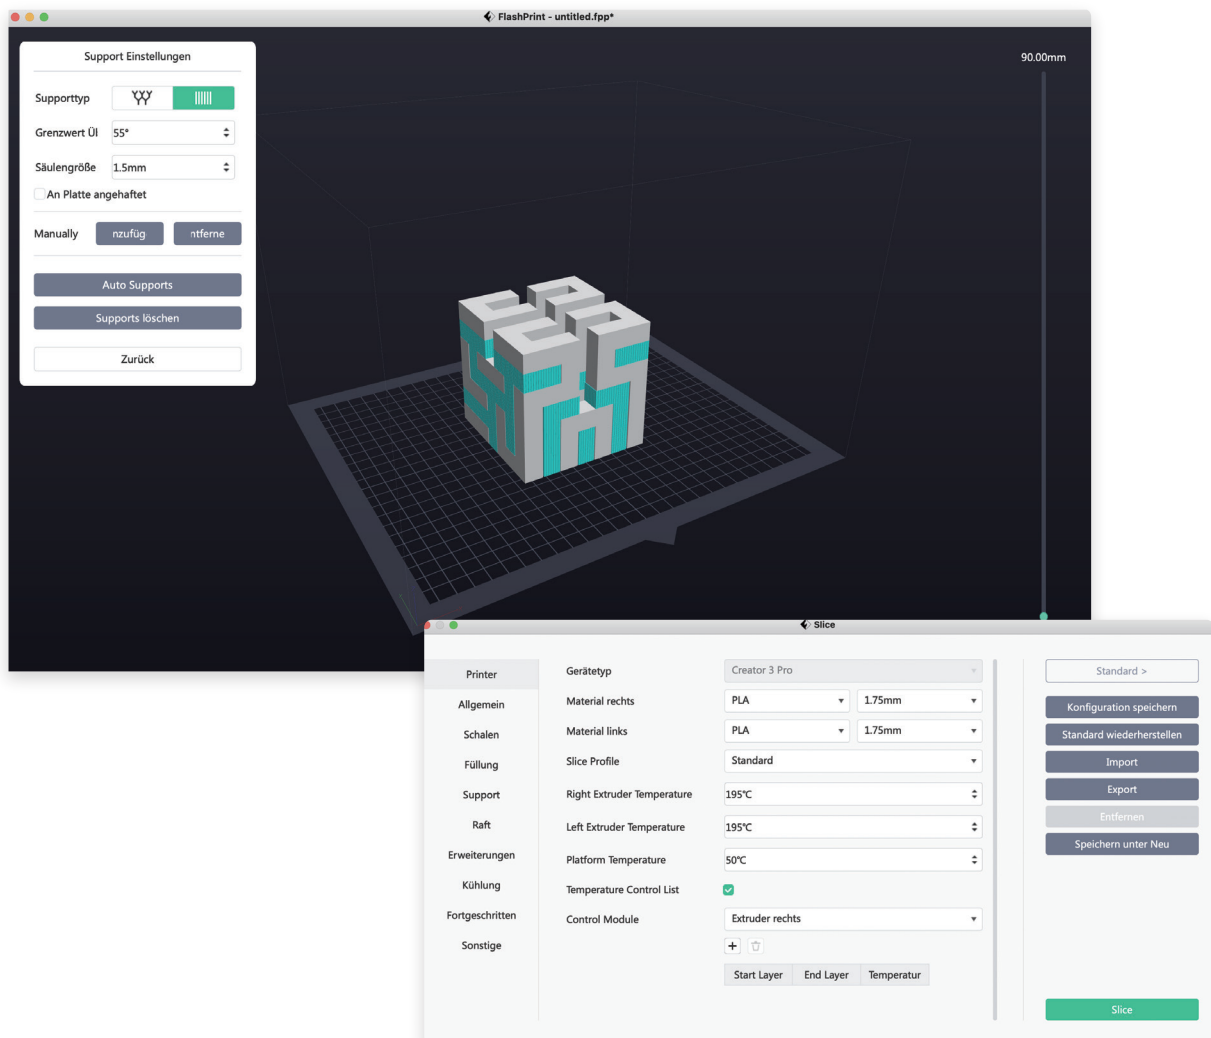 FlashPrint - untitled.fpp*
Support Einstellungen
Supporttyp
Grenzwert Ül 55°
Säulengröße 1.5mm
An Platte angehaftet
Manually nzufüg ntferne
Auto Supports
Supports löschen
Zurück
90.00mm
Slice
Printer
Allgemein
Schalen
Füllung
Support
Raft
Erweiterungen
Kühlung
Fortgeschritten
Sonstige
Gerätetyp Creator 3 Pro
Material rechts PLA 1.75mm
Material links PLA 1.75mm
Slice Profile Standard
Right Extruder Temperature 195°C
Left Extruder Temperature 195°C
Platform Temperature 50°C
Temperature Control List
Control Module Extruder rechts
Start Layer End Layer Temperatur
Standard >
Konfiguration speichern
Standard wiederherstellen
Import
Export
Entfernen
Speichern unter Neu
Slice